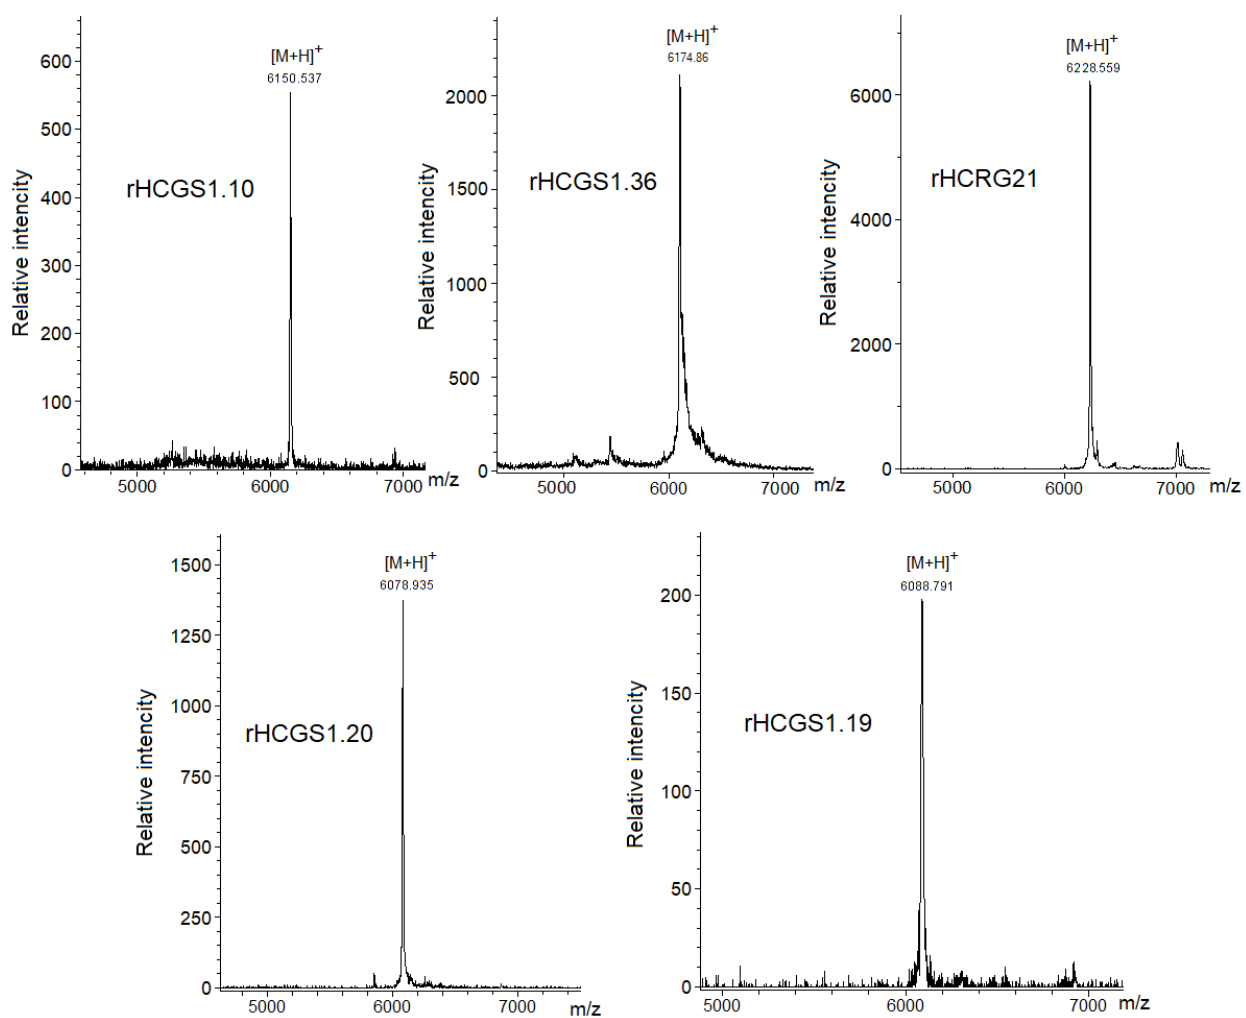 [M+H]+
6150.537
rHCGS1.10
Relative intencity
600
500
400
300
200
100
0
5000 6000 7000 m/z
[M+H]+
6174.86
rHCGS1.36
Relative intencity
2000
1500
1000
500
0
5000 6000 7000 m/z
[M+H]+
6228.559
rHCRG21
Relative intencity
6000
4000
2000
0
5000 6000 7000 m/z
[M+H]+
6078.935
rHCGS1.20
Relative intencity
1500
1250
1000
750
500
250
0
5000 6000 7000 m/z
[M+H]+
6088.791
rHCGS1.19
Relative intencity
200
150
100
50
0
5000 6000 7000 m/z